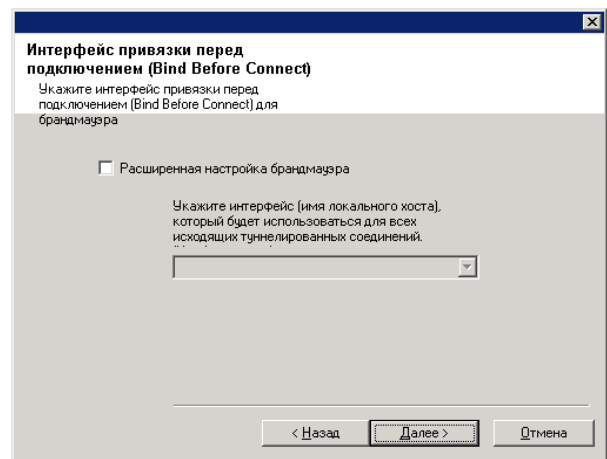 Интерфейс привязки перед
подключением (Bind Before Connect)
Укажите интерфейс привязки перед
подключением (Bind Before Connect) для
брандмауэра
Расширенная настройка брандмауэра
Укажите интерфейс (имя локального хоста),
который будет использоваться для всех
исходящих туннелированных соединений.
< Назад
Далее >
Отмена